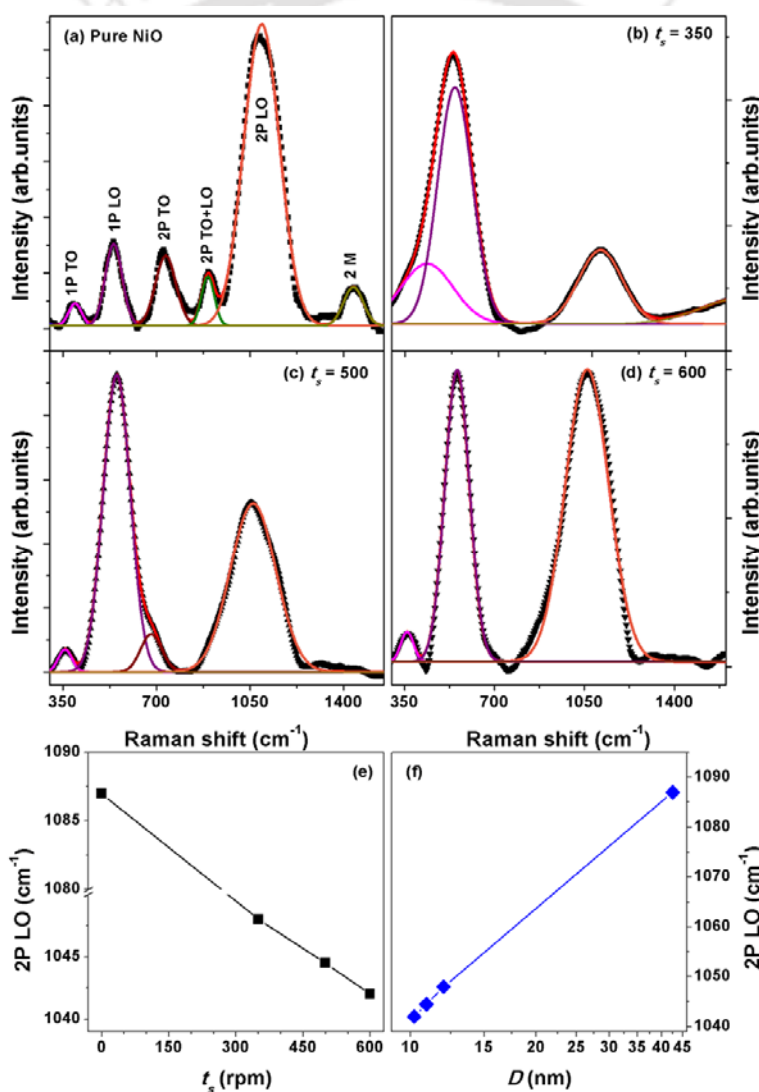 (a) Pure NiO
(b) t_s = 350
Intensity (arb.units)
1P TO
1P LO
2P TO
2P TO+LO
2P LO
2 M
Intensity (arb.units)
(c) t_s = 500
(d) t_s = 600
Intensity (arb.units)
Intensity (arb.units)
350 700 1050 1400
350 700 1050 1400
Raman shift (cm⁻¹)
Raman shift (cm⁻¹)
(e)
(f)
1090
1085
1080
1045
1040
2P LO (cm⁻¹)
1090
1080
1070
1060
1050
1040
2P LO (cm⁻¹)
0 150 300 450 600
10 15 20 25 30 35 40 45
t_s (rpm)
D (nm)